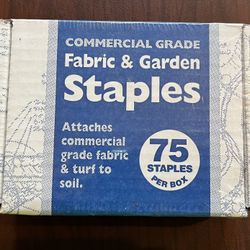 COMMERCIAL GRADE
Fabric & Garden
Staples
Attaches
commercial
grade fabric
& turf to
soil.
75
STAPLES
PER BOX